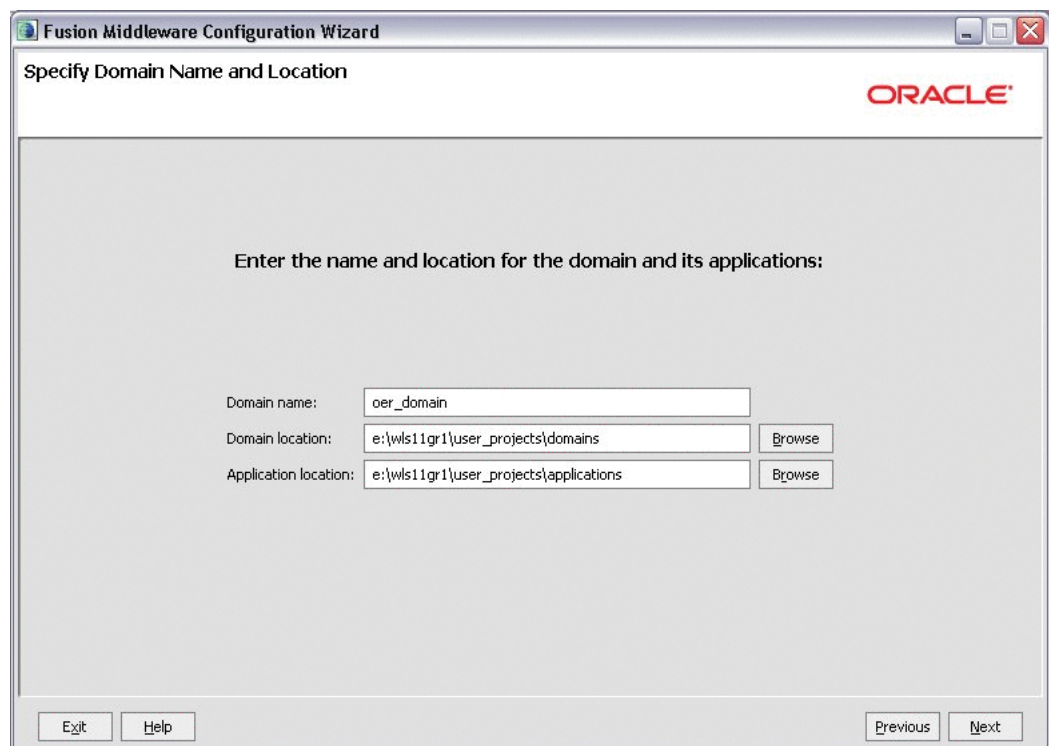 Fusion Middleware Configuration Wizard
Specify Domain Name and Location
ORACLE
Enter the name and location for the domain and its applications:
Domain name: oer_domain
Domain location: e:\wls11gr1\user_projects\domains Browse
Application location: e:\wls11gr1\user_projects\applications Browse
Exit Help Previous Next